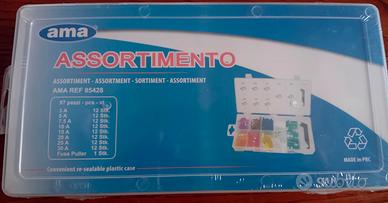 ama
ASSORTIMENTO
ASSORTIMENT - ASSORTMENT - SORTIMENT - ASSORTIMENT
AMA REF 85428
97 pezzi - pcs - st
3 A 12 Stk.
5 A 12 Stk.
7.5 A 12 Stk.
10 A 12 Stk.
15 A 12 Stk.
20 A 12 Stk.
25 A 12 Stk.
30 A 12 Stk.
Fuse Puller 1 Stk.
Convenient re-sealable plastic case
MADE in PRC